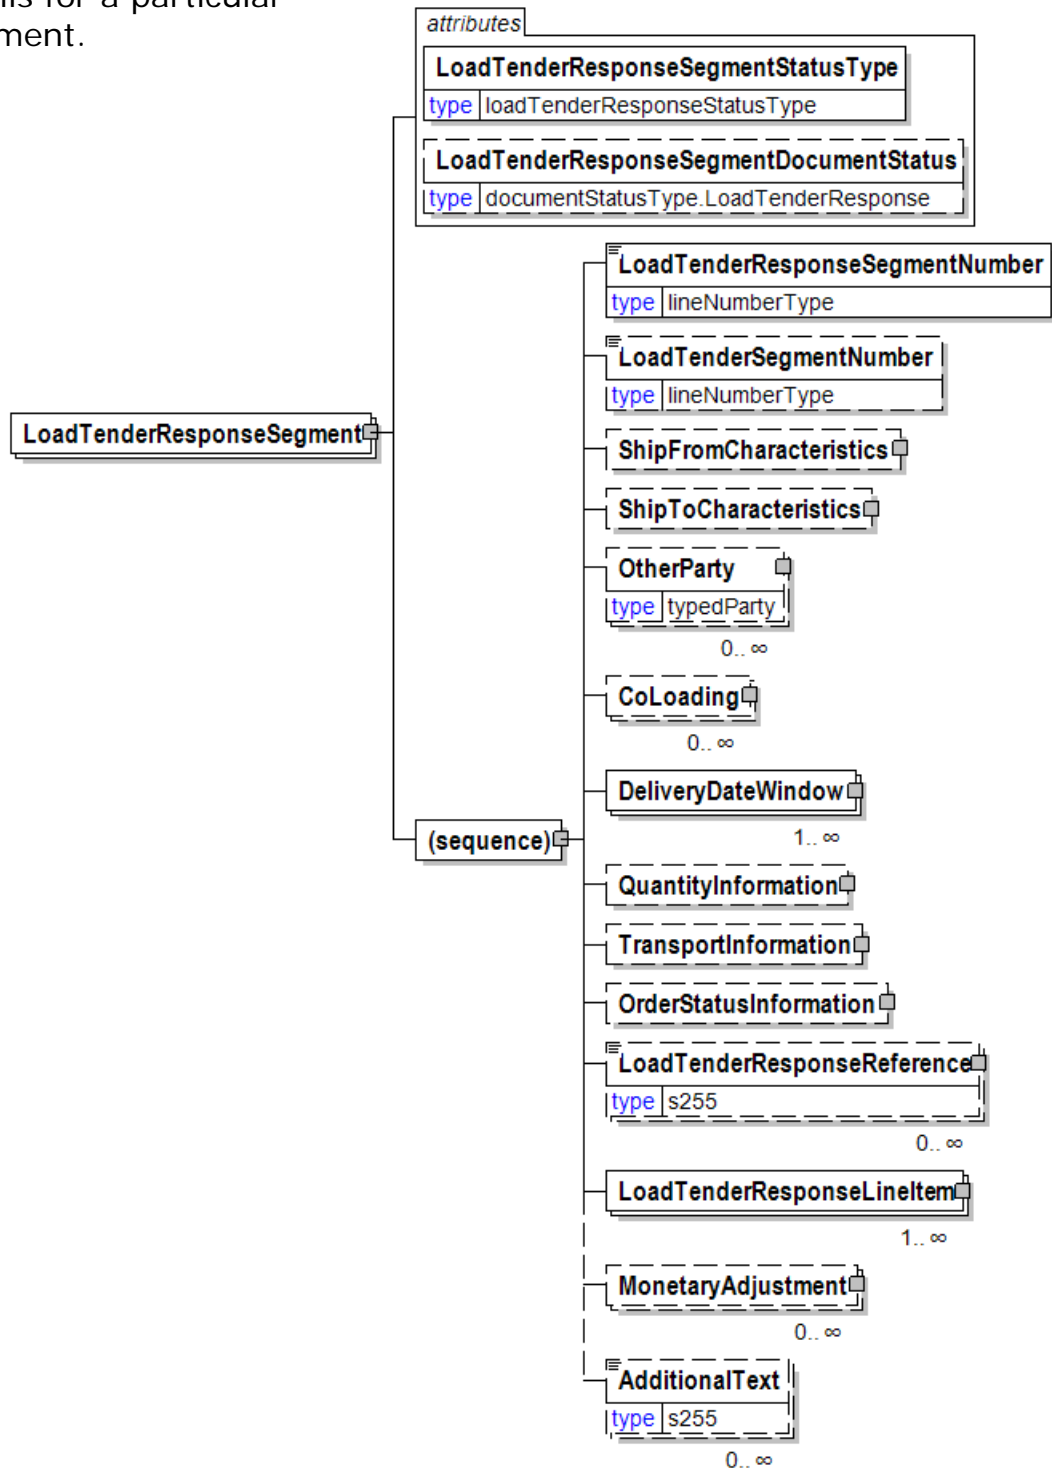 for a particular
attributes
LoadTenderResponseSegmentStatusType
type loadTenderResponseStatusType
LoadTenderResponseSegmentDocumentStatus
type documentStatusType.LoadTenderResponse
LoadTenderResponseSegmentNumber
type lineNumberType
LoadTenderSegmentNumber
type lineNumberType
LoadTenderResponseSegment
ShipFromCharacteristics
ShipToCharacteristics
OtherParty
type typedParty
0.. ∞
CoLoading
0.. ∞
DeliveryDateWindow
1.. ∞
(sequence)
QuantityInformation
TransportInformation
OrderStatusInformation
LoadTenderResponseReference
type s255
0.. ∞
LoadTenderResponseLineItem
1.. ∞
MonetaryAdjustment
0.. ∞
AdditionalText
type s255
0.. ∞